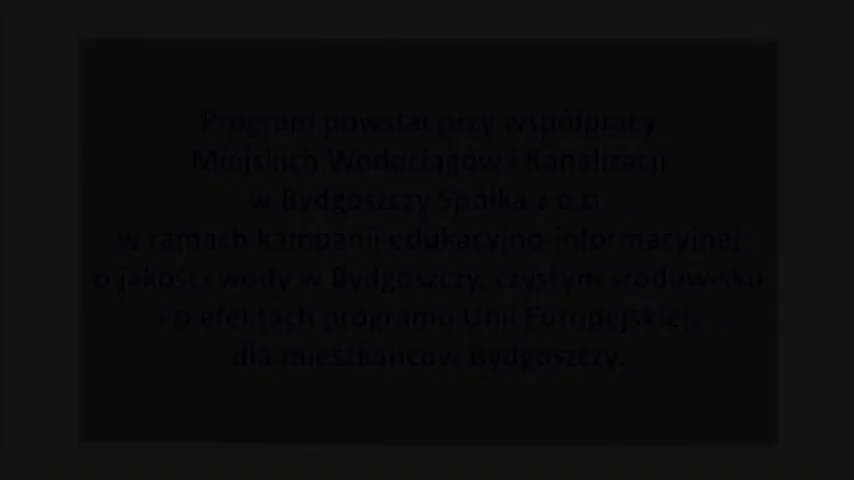 Program powstał przy współpracy
Miejskich Wodociągów i Kanalizacji
w Bydgoszczy Spółka z o.o.
w ramach kampanii edukacyjno-informacyjnej
o jakości wody w Bydgoszczy, czystym środowisku
i o efektach programu Unii Europejskiej,
dla mieszkańców Bydgoszczy.